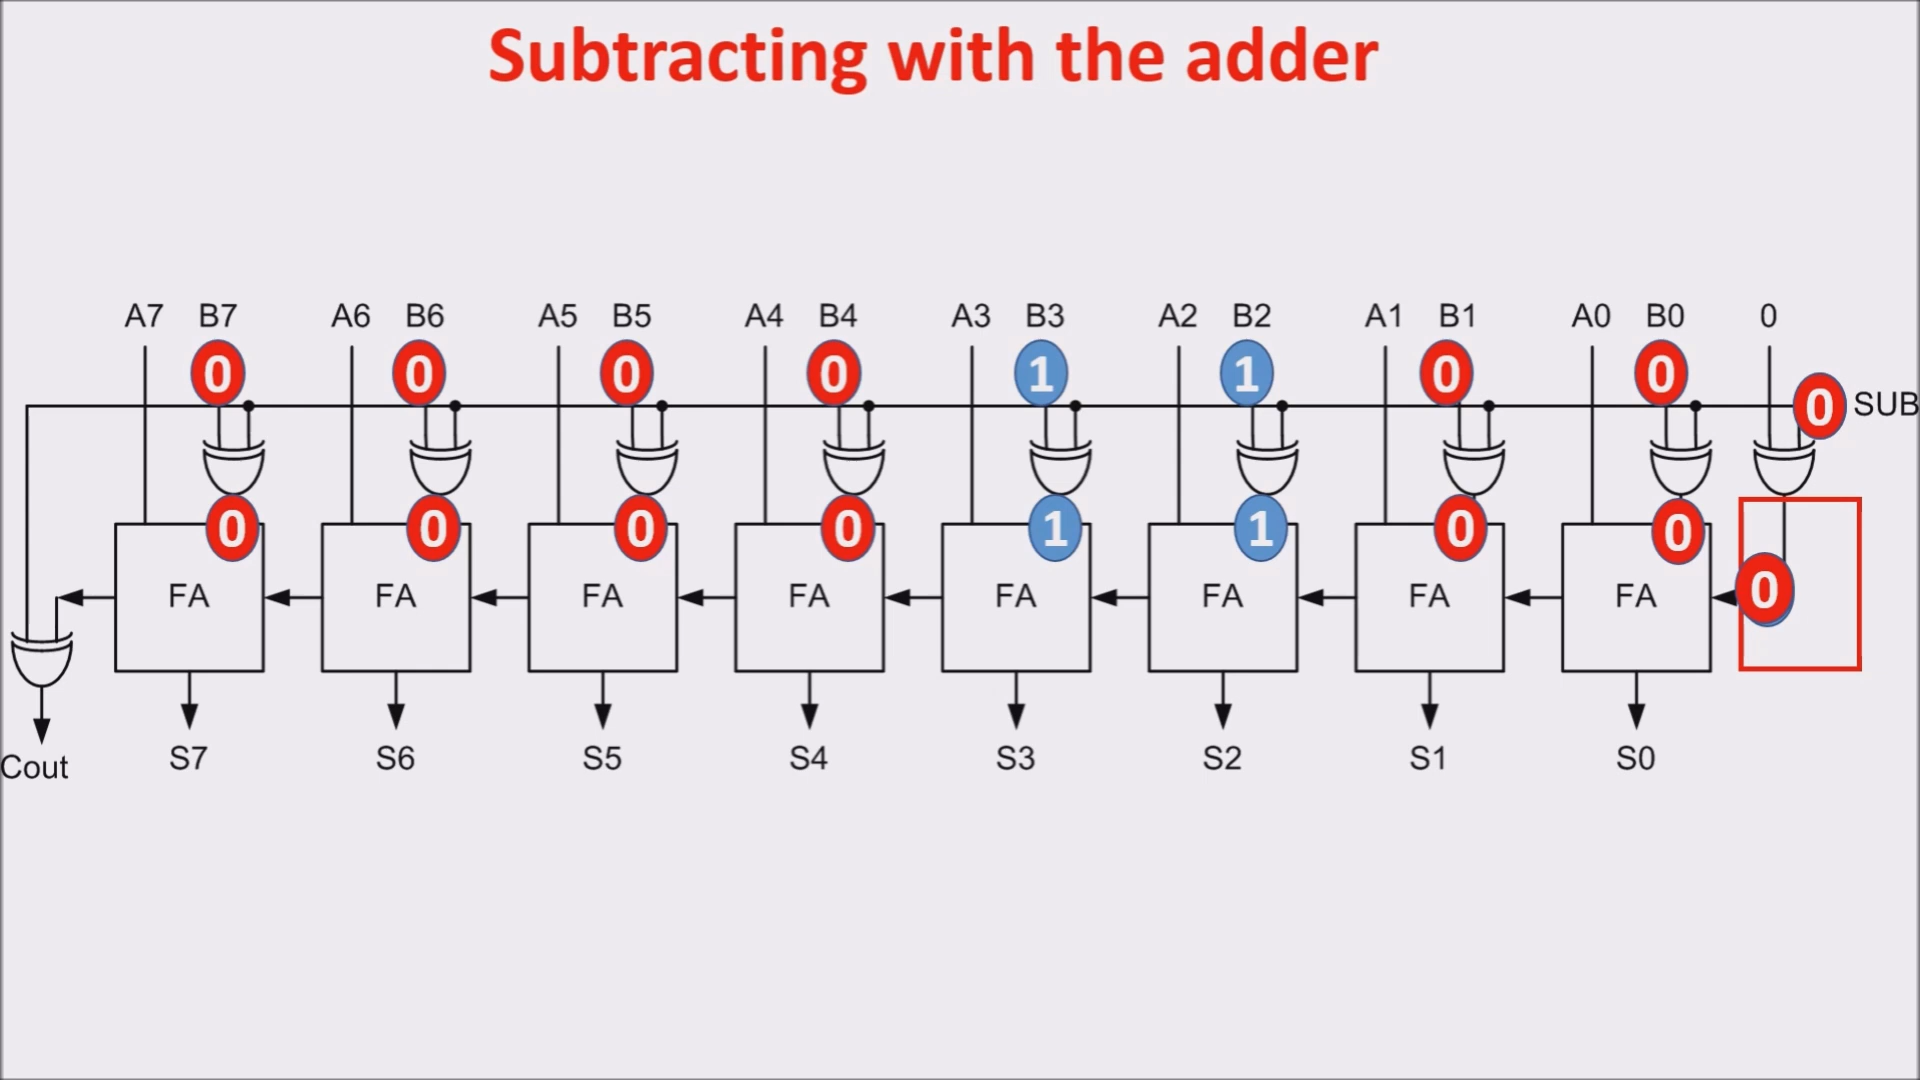 Subtracting with the adder
A7 B7 A6 B6 A5 B5 A4 B4 A3 B3 A2 B2 A1 B1 A0 B0 0
0 0 0 0 1 1 0 0
0 SUB
0 0 0 0 1 1 0 0
FA FA FA FA FA FA FA FA 0
Cout S7 S6 S5 S4 S3 S2 S1 S0